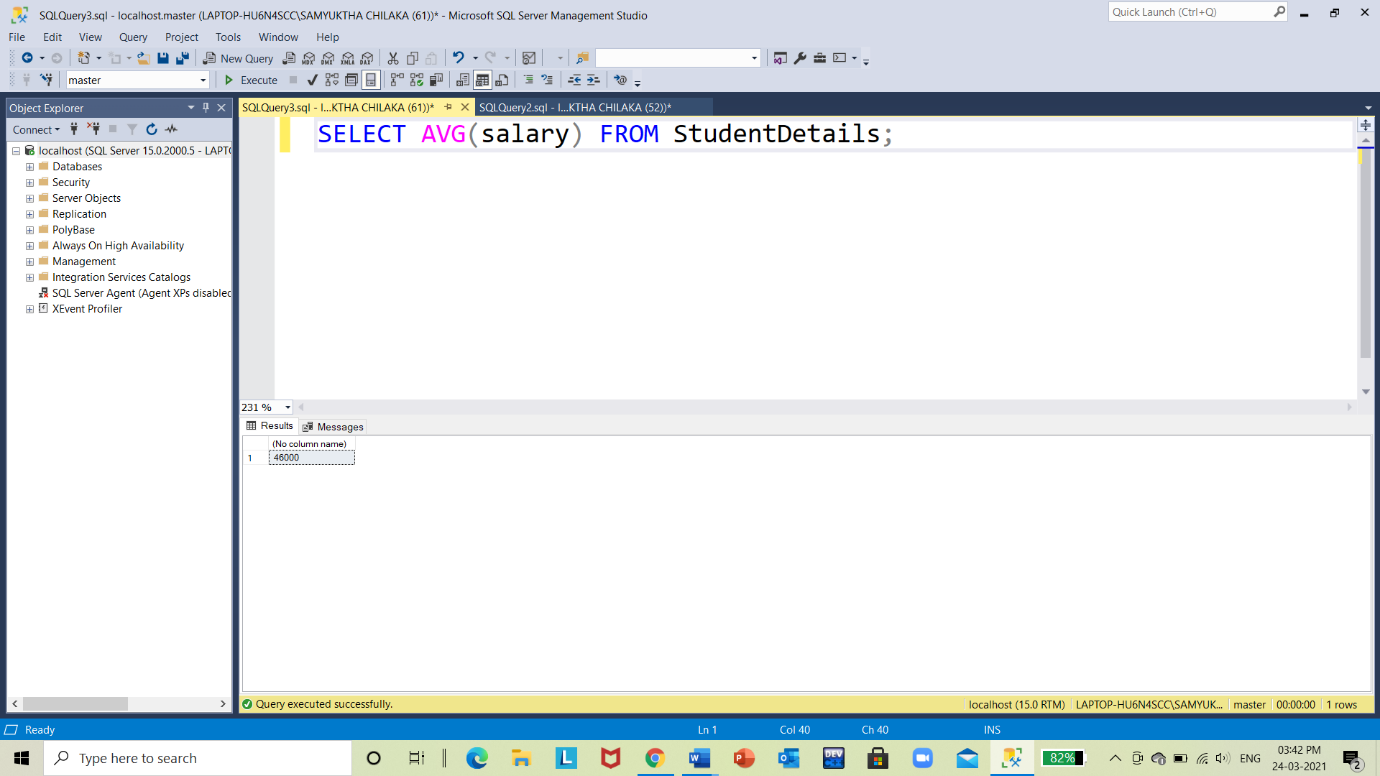 SQLQuery3.sql - localhost.master (LAPTOP-HU6N4SCC\SAMYUKTHA CHILAKA (61))* - Microsoft SQL Server Management Studio
Quick Launch (Ctrl+Q)
File Edit View Query Project Tools Window Help
New Query
master
Execute
Object Explorer
SQLQuery3.sql - l...KTHA CHILAKA (61))*
SQLQuery2.sql - l...KTHA CHILAKA (52))*
Connect
SELECT AVG(salary) FROM StudentDetails;
localhost (SQL Server 15.0.2000.5 - LAPT
Databases
Security
Server Objects
Replication
PolyBase
Always On High Availability
Management
Integration Services Catalogs
SQL Server Agent (Agent XPs disabled
XEvent Profiler
231 %
Results Messages
(No column name)
1 46000
Query executed successfully.
localhost (15.0 RTM) LAPTOP-HU6N4SCC\SAMYUK... master 00:00:00 1 rows
Ready
Ln 1 Col 40 Ch 40 INS
Type here to search
82%
ENG
03:42 PM
24-03-2021
2